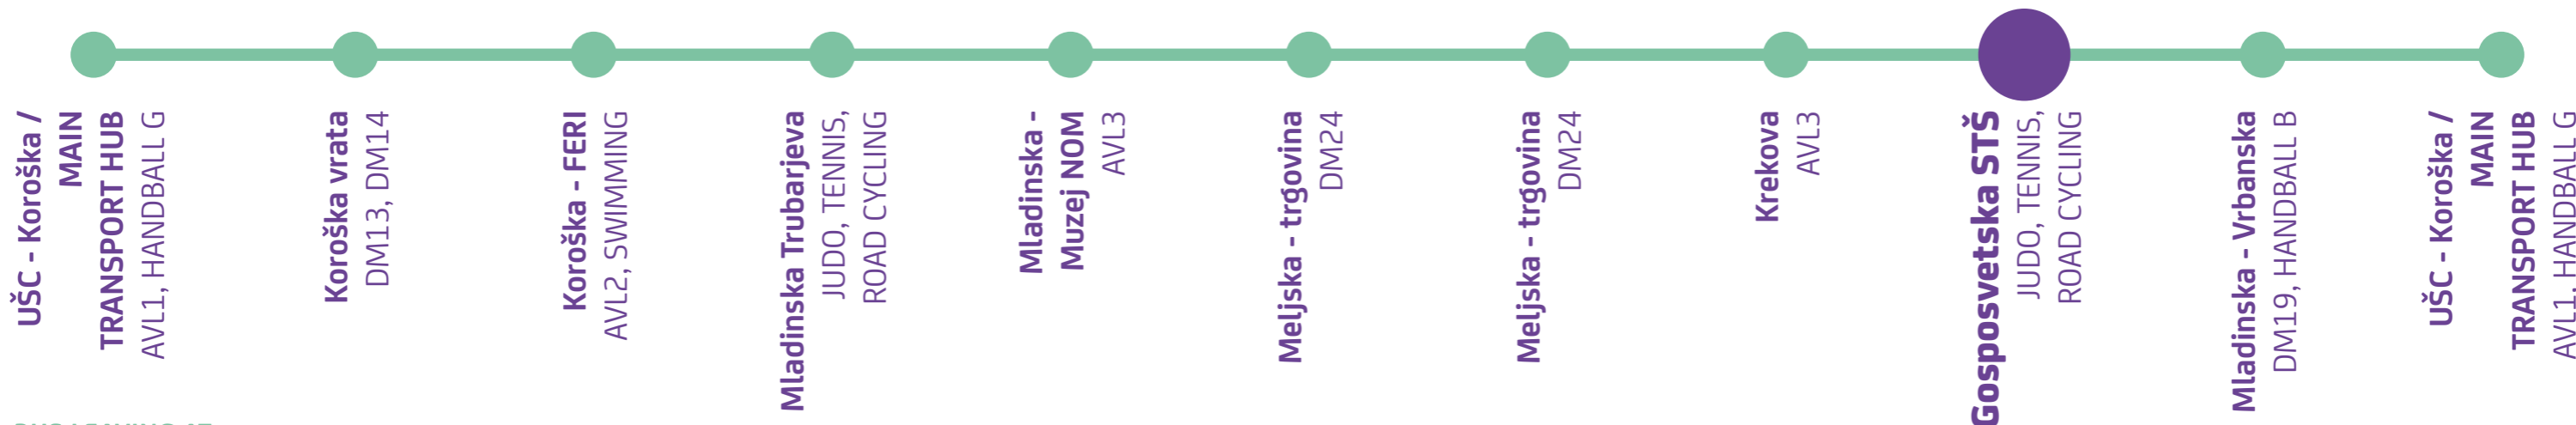 UŠC - Koroška /
MAIN
TRANSPORT HUB
AVL1, HANDBALL G
Koroška vrata
DM13, DM14
Koroška - FERI
AVL2, SWIMMING
Mladinska Trubarjeva
JUDO, TENNIS,
ROAD CYCLING
Mladinska -
Muzej NOM
AVL3
Meljska - trgovina
DM24
Meljska - trgovina
DM24
Krekova
AVL3
Gosposvetska STŠ
JUDO, TENNIS,
ROAD CYCLING
Mladinska - Vrbanska
DM19, HANDBALL B
UŠC - Koroška /
MAIN
TRANSPORT HUB
AVL1, HANDBALL G